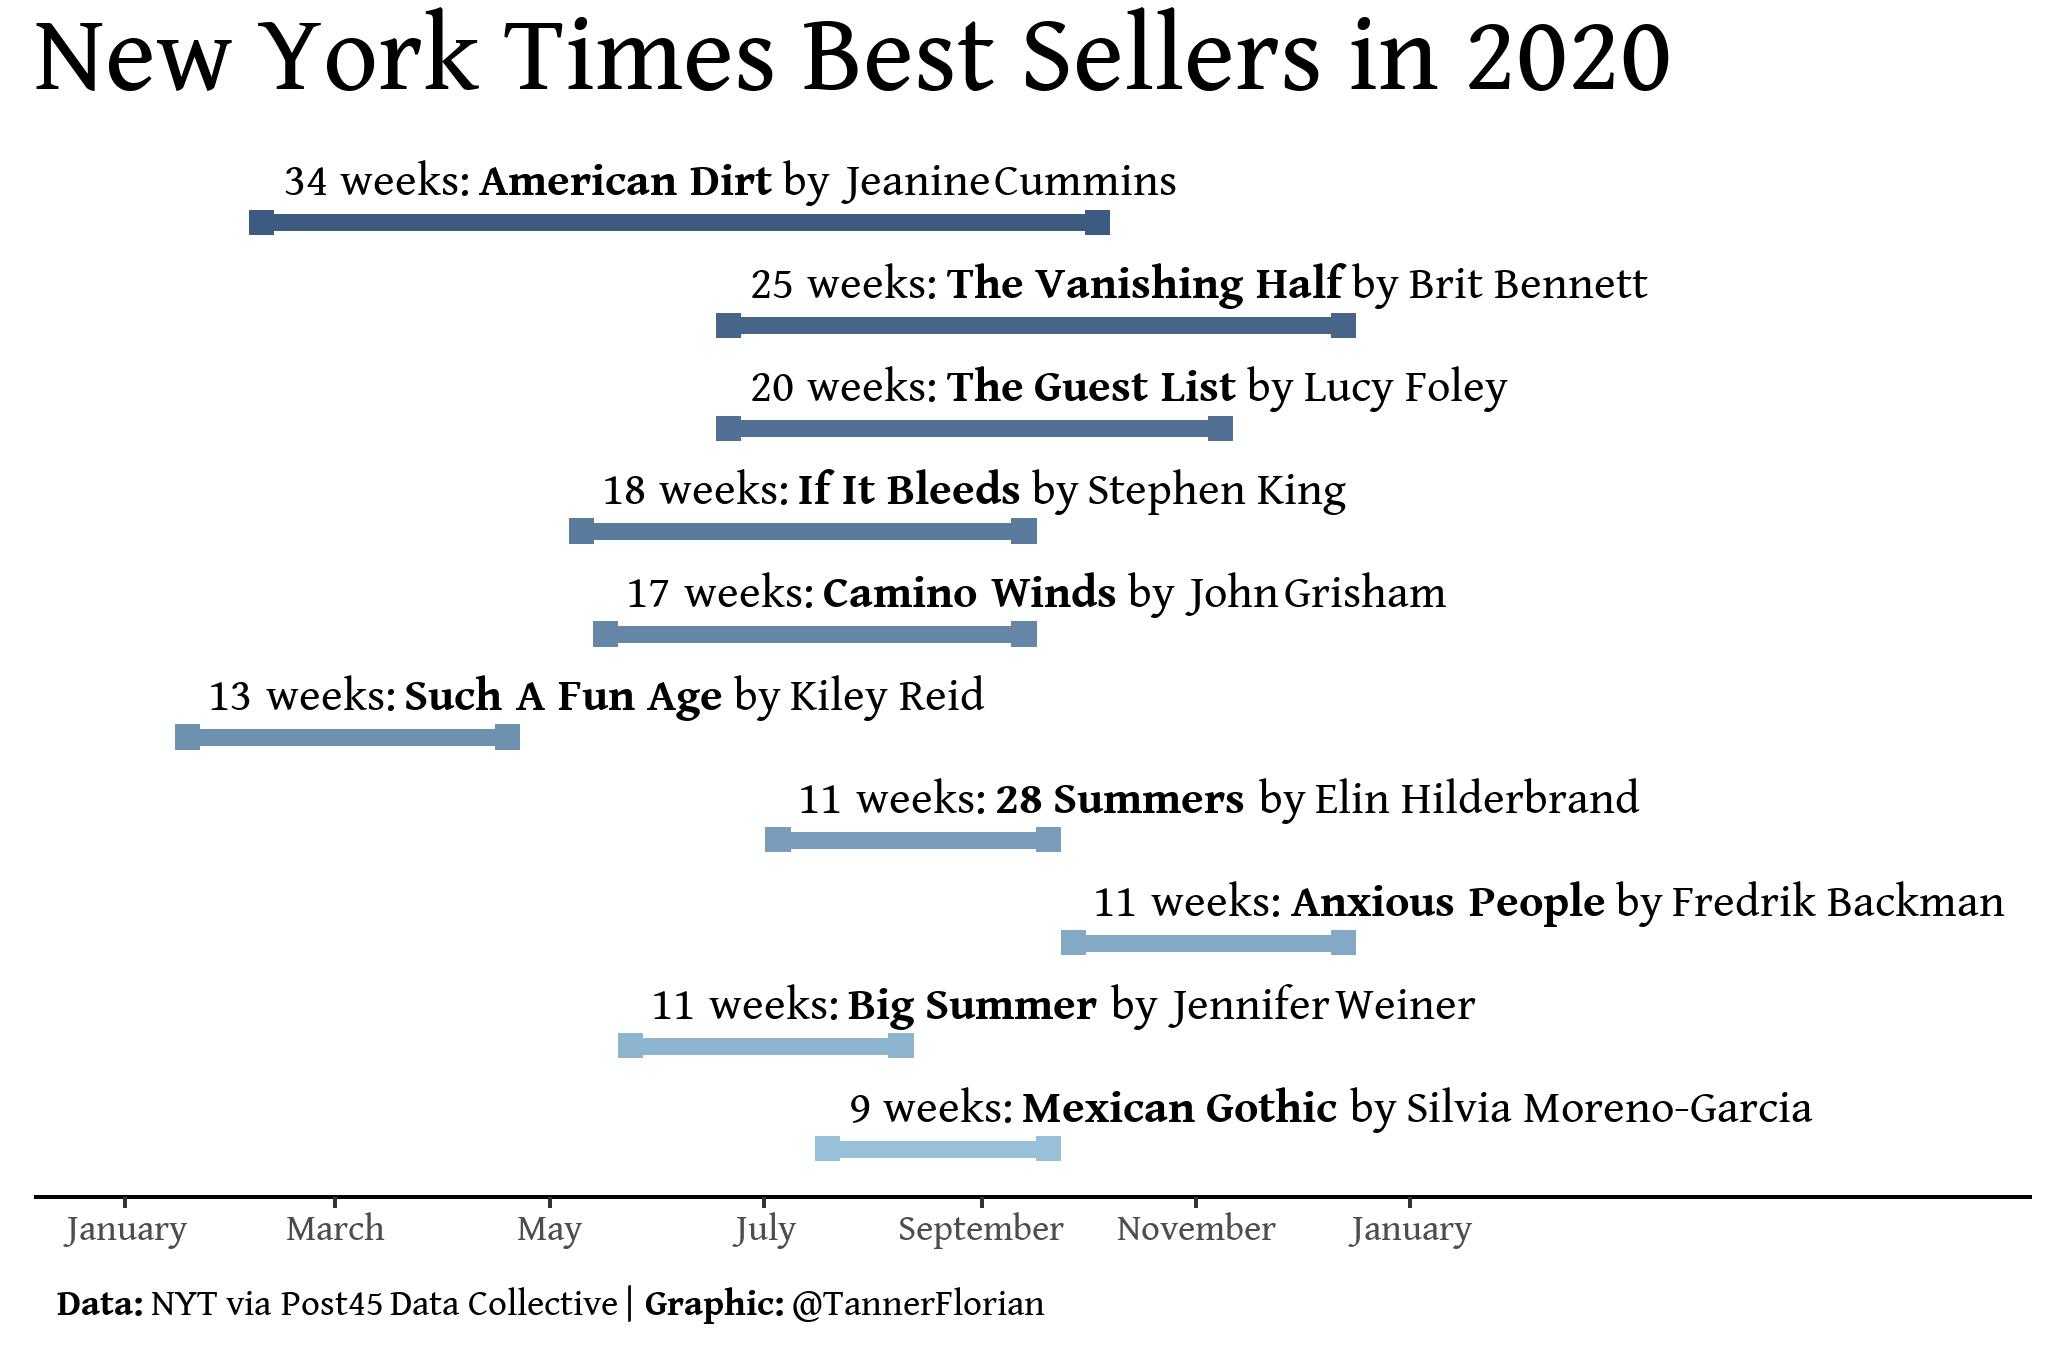 New York Times Best Sellers in 2020
34 weeks: American Dirt by Jeanine Cummins
25 weeks: The Vanishing Half by Brit Bennett
20 weeks: The Guest List by Lucy Foley
18 weeks: If It Bleeds by Stephen King
17 weeks: Camino Winds by John Grisham
13 weeks: Such A Fun Age by Kiley Reid
11 weeks: 28 Summers by Elin Hilderbrand
11 weeks: Anxious People by Fredrik Backman
11 weeks: Big Summer by Jennifer Weiner
9 weeks: Mexican Gothic by Silvia Moreno-Garcia
January March May July September November January
Data: NYT via Post45 Data Collective | Graphic: @TannerFlorian